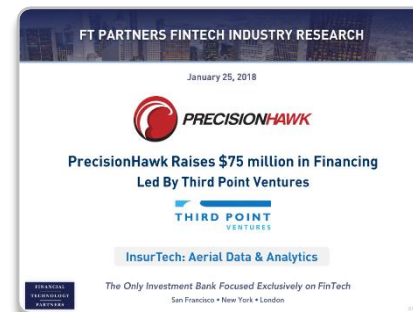 FT PARTNERS FINTECH INDUSTRY RESEARCH
January 25, 2018
PRECISIONHAWK
PrecisionHawk Raises $75 million in Financing
Led By Third Point Ventures
THIRD POINT
VENTURES
InsurTech: Aerial Data & Analytics
FINANCIAL
TECHNOLOGY
PARTNERS
The Only Investment Bank Focused Exclusively on FinTech
San Francisco • New York • London